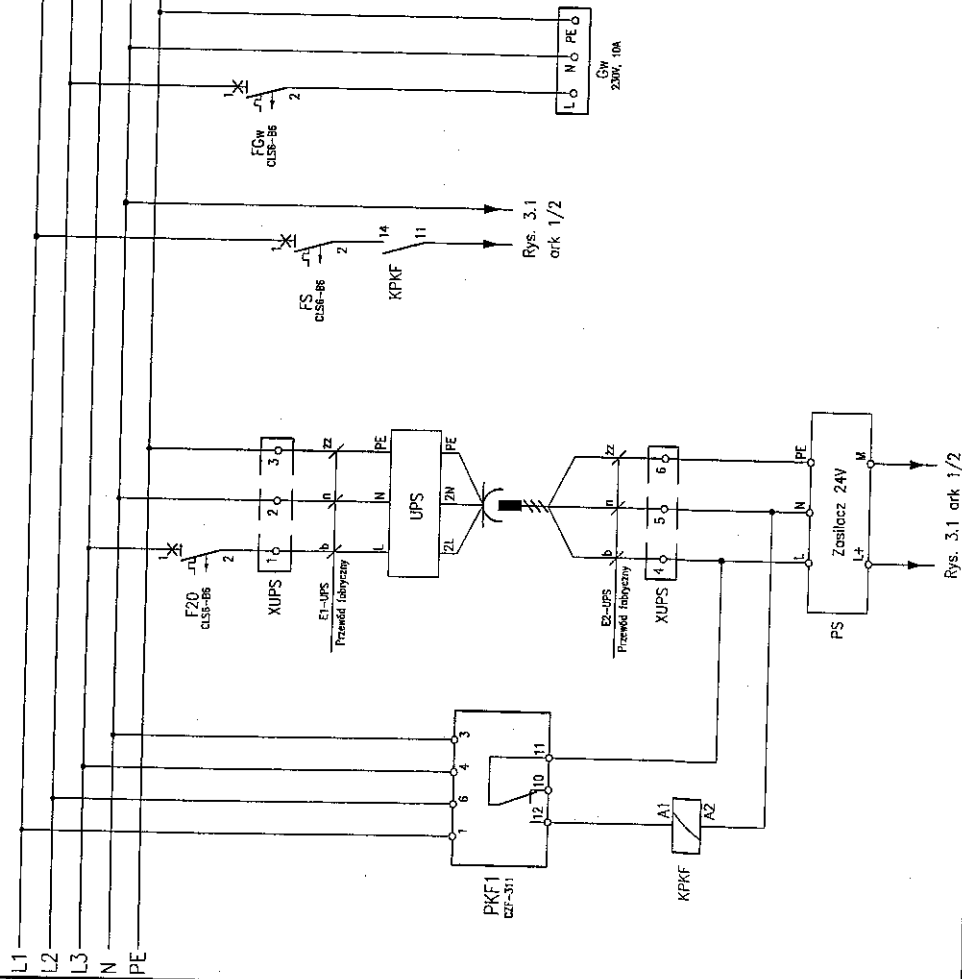 L1
L2
L3
N
PE
1
6
4
3
PKF1
CZF-311
12
10
11
A1
A2
KPKF
1
2
F20
CLS6-B6
1
2
3
XUPS
b
n
zz
E1-UPS
Przewód fabryczny
L
N
PE
UPS
2L
2N
PE
b
n
zz
E2-UPS
Przewód fabryczny
4
5
6
XUPS
L
N
PE
Zasilacz 24V
L+
M
PS
Rys. 3.1 ark 1/2
1
2
FS
CLS6-B6
14
11
KPKF
Rys. 3.1
ark 1/2
1
2
FGw
CLS6-B6
L
N
PE
Gw
230V, 10A